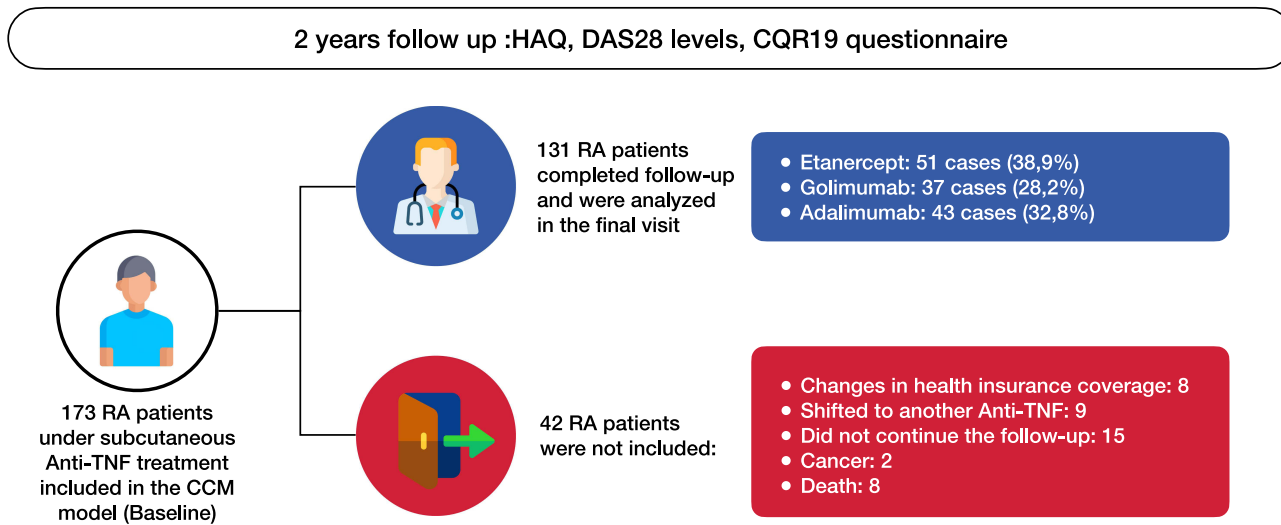 2 years follow up :HAQ, DAS28 levels, CQR19 questionnaire
173 RA patients
under subcutaneous
Anti-TNF treatment
included in the CCM
model (Baseline)
131 RA patients
completed follow-up
and were analyzed
in the final visit
• Etanercept: 51 cases (38,9%)
• Golimumab: 37 cases (28,2%)
• Adalimumab: 43 cases (32,8%)
42 RA patients
were not included:
• Changes in health insurance coverage: 8
• Shifted to another Anti-TNF: 9
• Did not continue the follow-up: 15
• Cancer: 2
• Death: 8